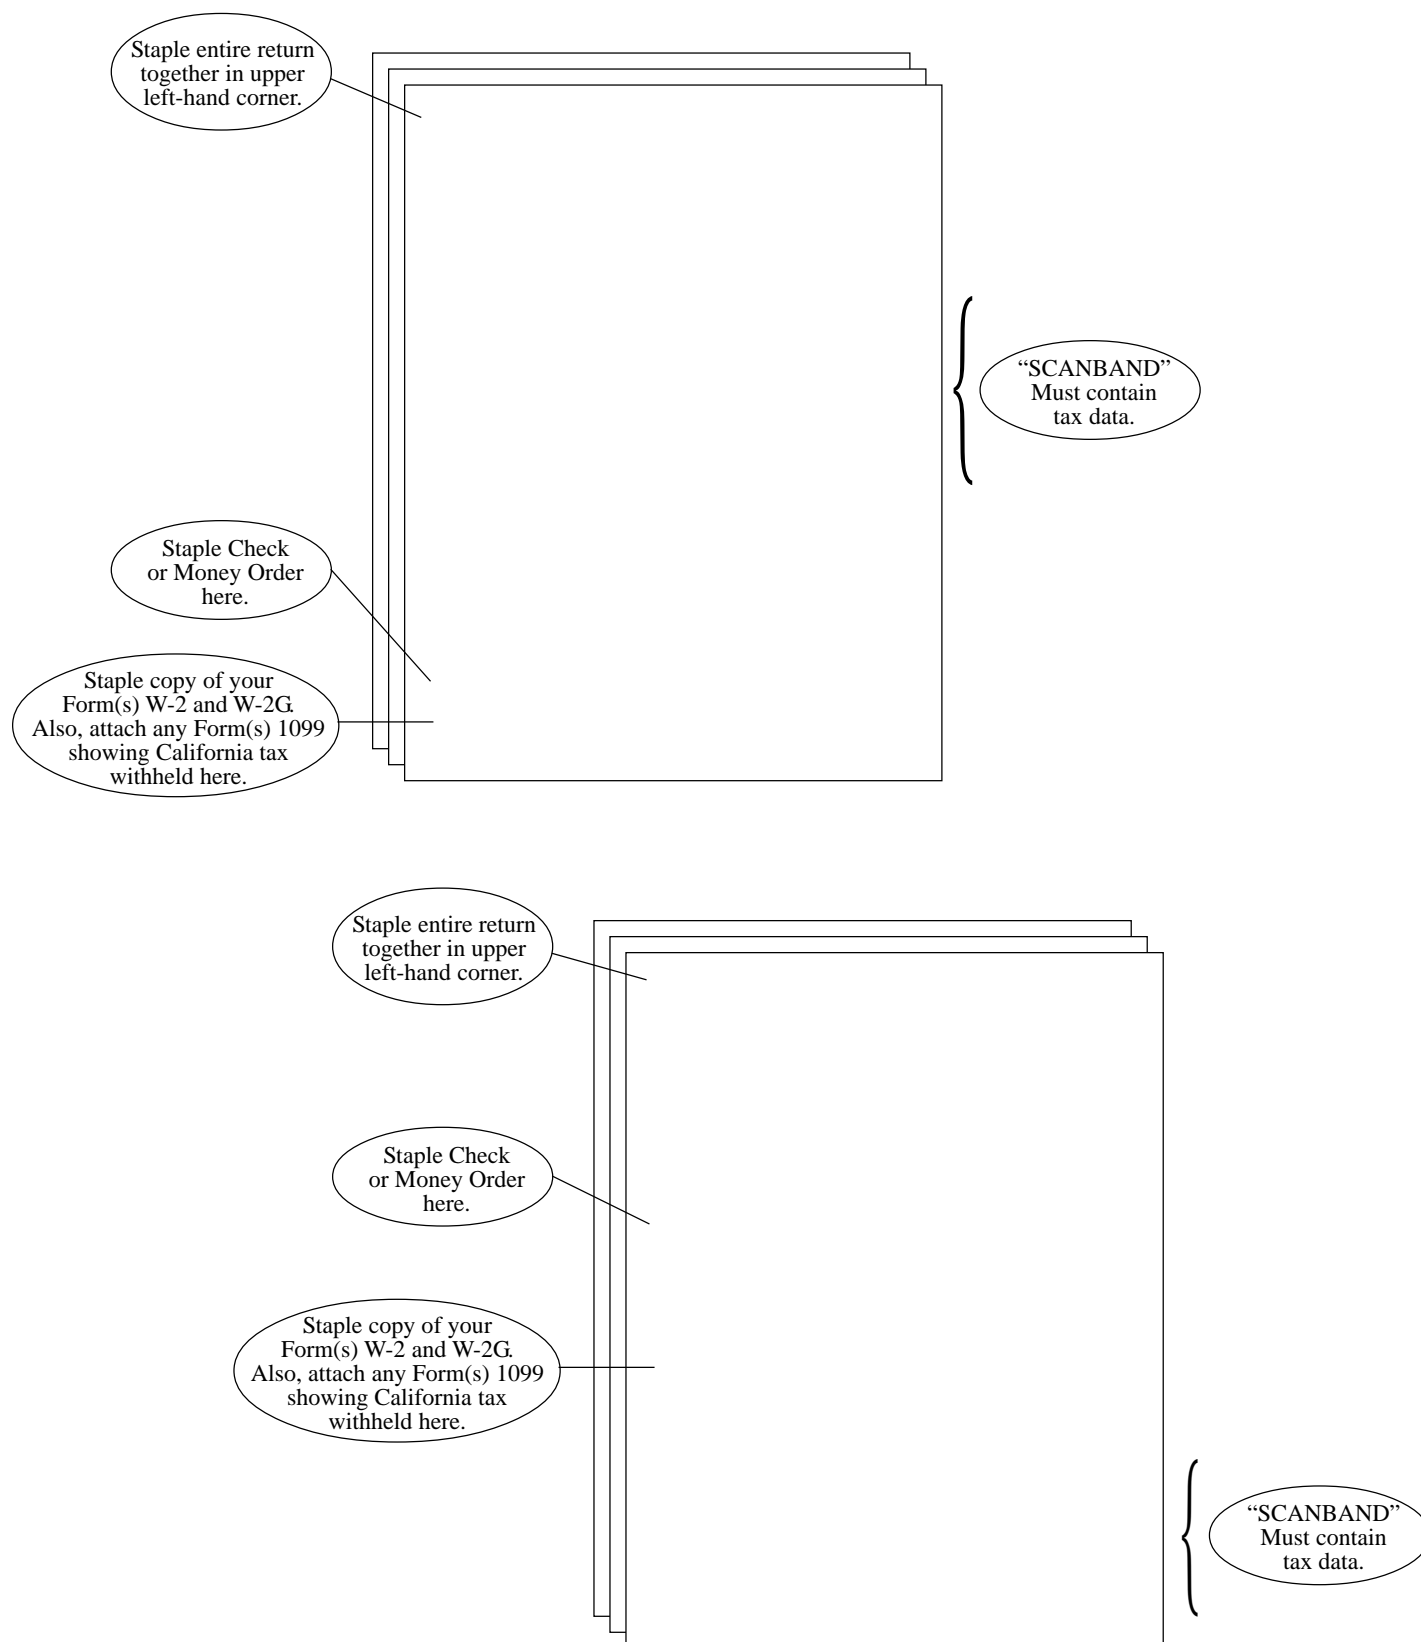 Staple entire return
together in upper
left-hand corner.
“SCANBAND”
Must contain
tax data.
Staple Check
or Money Order
here.
Staple copy of your
Form(s) W-2 and W-2G.
Also, attach any Form(s) 1099
showing California tax
withheld here.
Staple entire return
together in upper
left-hand corner.
Staple Check
or Money Order
here.
Staple copy of your
Form(s) W-2 and W-2G.
Also, attach any Form(s) 1099
showing California tax
withheld here.
“SCANBAND”
Must contain
tax data.